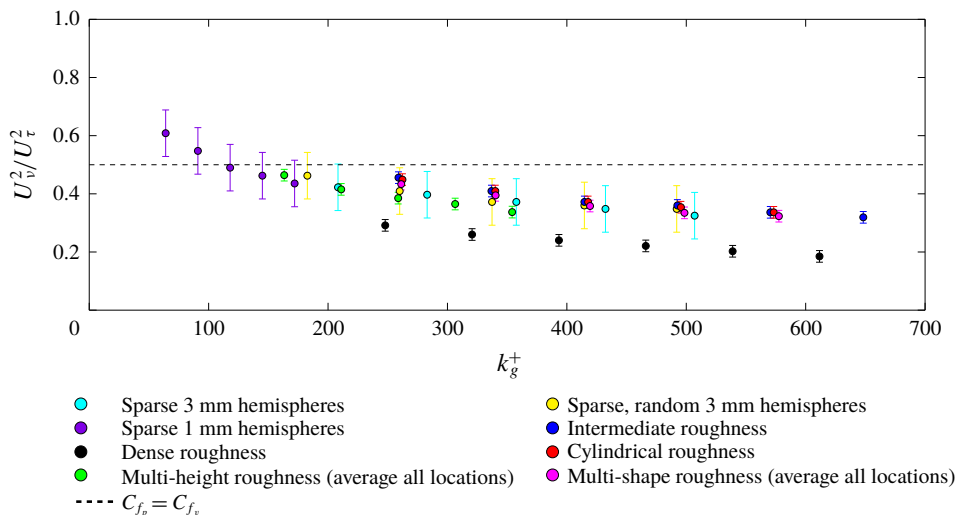 1.0
0.8
0.6
0.4
0.2
U_ν^2/U_τ^2
0 100 200 300 400 500 600 700
k_g^+
Sparse 3 mm hemispheres
Sparse 1 mm hemispheres
Dense roughness
Multi-height roughness (average all locations)
C_{f_p} = C_{f_ν}
Sparse, random 3 mm hemispheres
Intermediate roughness
Cylindrical roughness
Multi-shape roughness (average all locations)